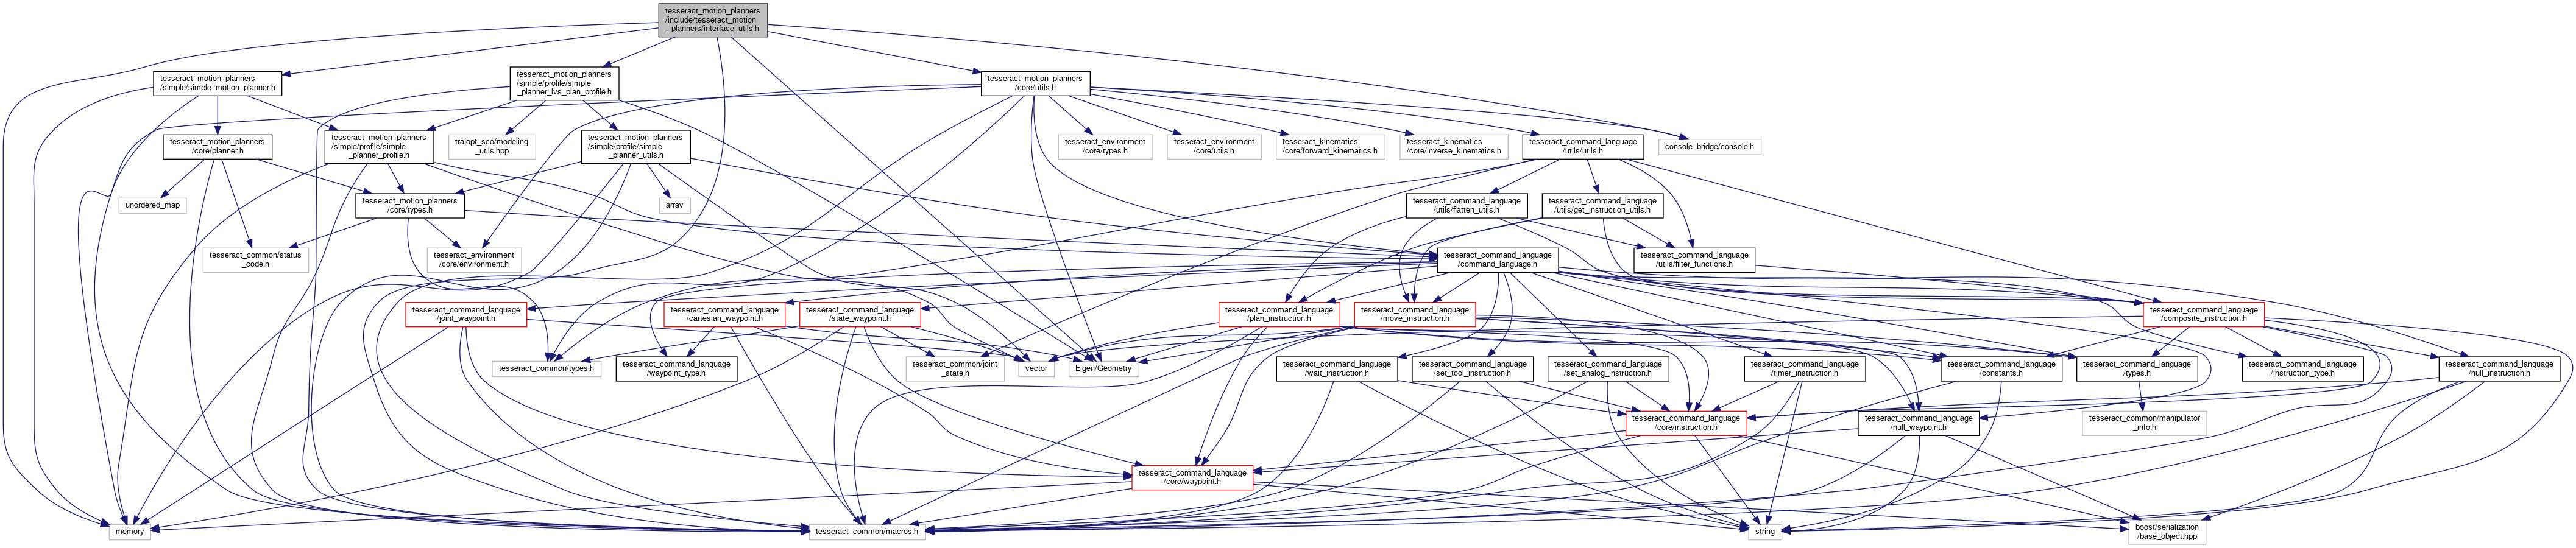 tesseract_motion_planners
/include/tesseract_motion
_planners/interface_utils.h
tesseract_motion_planners
/simple/simple_motion_planner.h
tesseract_motion_planners
/simple/profile/simple
_planner_lvs_plan_profile.h
tesseract_motion_planners
/core/utils.h
tesseract_motion_planners
/core/planner.h
tesseract_motion_planners
/simple/profile/simple
_planner_profile.h
trajopt_sco/modeling
_utils.hpp
tesseract_motion_planners
/simple/profile/simple
_planner_utils.h
tesseract_environment
/core/types.h
tesseract_environment
/core/utils.h
tesseract_kinematics
/core/forward_kinematics.h
tesseract_kinematics
/core/inverse_kinematics.h
tesseract_command_language
/utils/utils.h
console_bridge/console.h
unordered_map
tesseract_motion_planners
/core/types.h
array
tesseract_command_language
/utils/flatten_utils.h
tesseract_command_language
/utils/get_instruction_utils.h
tesseract_common/status
_code.h
tesseract_environment
/core/environment.h
tesseract_command_language
/command_language.h
tesseract_command_language
/utils/filter_functions.h
tesseract_command_language
/joint_waypoint.h
tesseract_command_language
/cartesian_waypoint.h
tesseract_command_language
/state_waypoint.h
tesseract_command_language
/plan_instruction.h
tesseract_command_language
/move_instruction.h
tesseract_command_language
/composite_instruction.h
tesseract_common/types.h
tesseract_command_language
/waypoint_type.h
tesseract_common/joint
_state.h
vector
Eigen/Geometry
tesseract_command_language
/wait_instruction.h
tesseract_command_language
/set_tool_instruction.h
tesseract_command_language
/set_analog_instruction.h
tesseract_command_language
/timer_instruction.h
tesseract_command_language
/constants.h
tesseract_command_language
/types.h
tesseract_command_language
/instruction_type.h
tesseract_command_language
/null_instruction.h
tesseract_command_language
/core/instruction.h
tesseract_command_language
/null_waypoint.h
tesseract_common/manipulator
_info.h
tesseract_command_language
/core/waypoint.h
memory
tesseract_common/macros.h
string
boost/serialization
/base_object.hpp